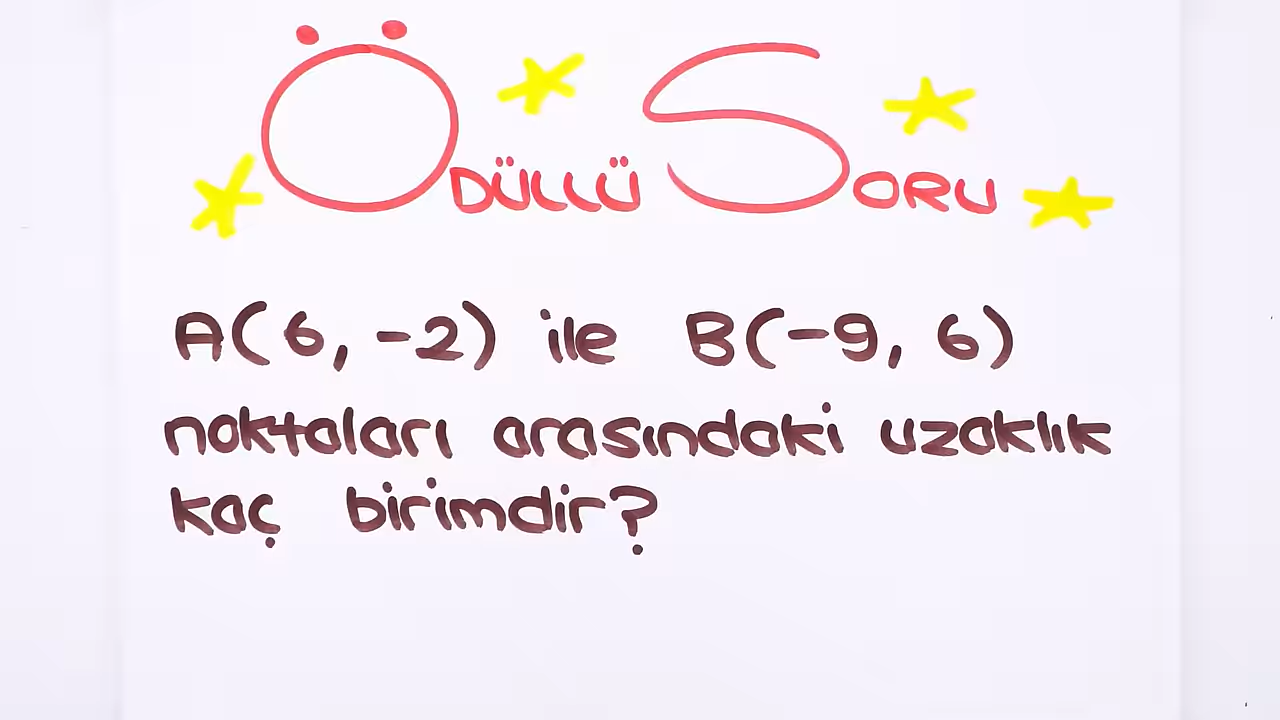 ÖDÜLLÜ SORU
A(6, -2) ile B(-9, 6)
noktaları arasındaki uzaklık
kaç birimdir?